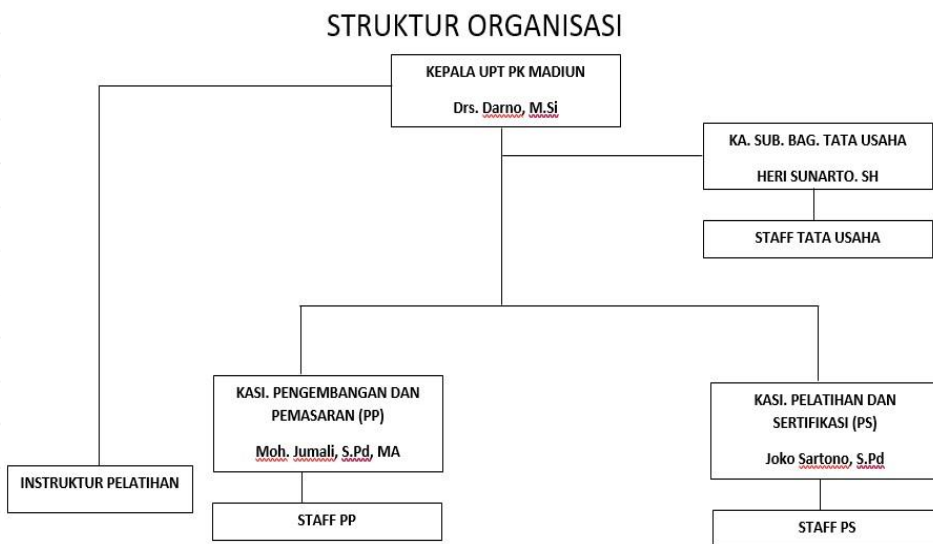 STRUKTUR ORGANISASI
KEPALA UPT PK MADIUN
Drs. Darno, M.Si
KA. SUB. BAG. TATA USAHA
HERI SUNARTO. SH
STAFF TATA USAHA
KASI. PENGEMBANGAN DAN
PEMASARAN (PP)
Moh. Jumali, S.Pd, MA
KASI. PELATIHAN DAN
SERTIFIKASI (PS)
Joko Sartono, S.Pd
INSTRUKTUR PELATIHAN
STAFF PP
STAFF PS